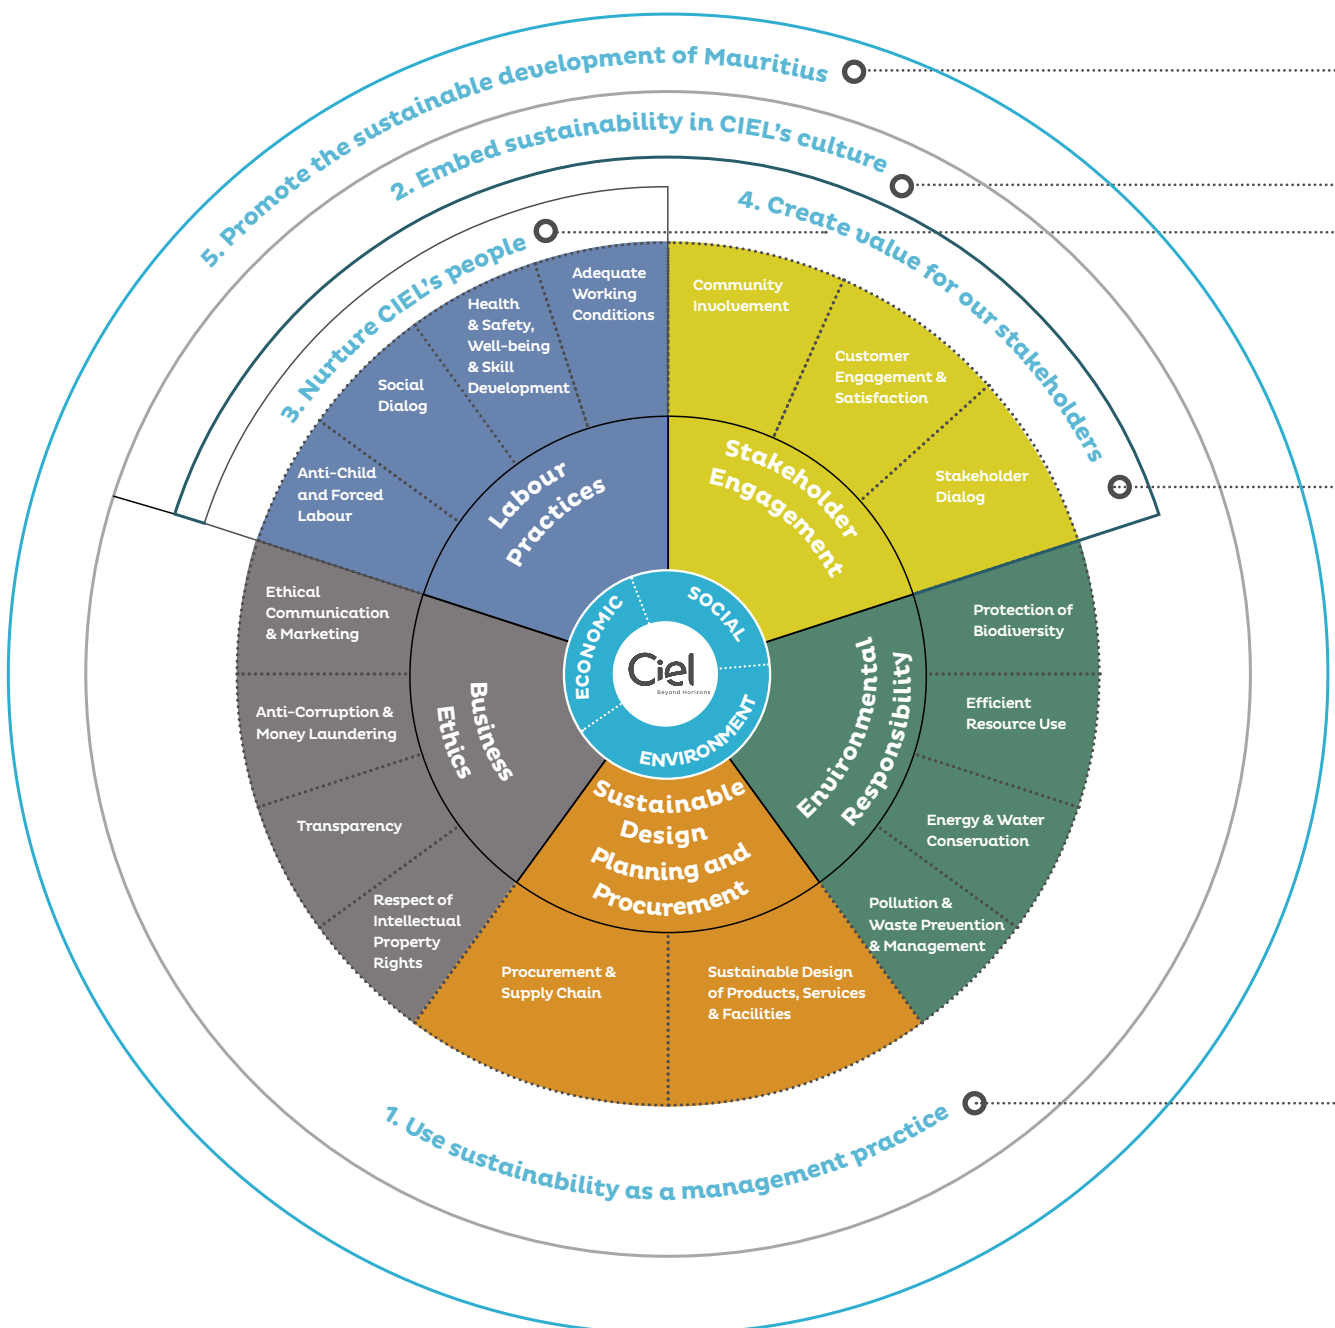 5. Promote the sustainable development of Mauritius
2. Embed sustainability in CIEL's culture
4. Create value for our stakeholders
3. Nurture CIEL's people
Adequate
Working
Conditions
Health
& Safety,
Well-being
& Skill
Development
Social
Dialog
Anti-Child
and Forced
Labour
Labour
Practices
Community
Involvement
Customer
Engagement &
Satisfaction
Stakeholder
Dialog
Stakeholder
Engagement
Ethical
Communication
& Marketing
Anti-Corruption &
Money Laundering
Transparency
Respect of
Intellectual
Property
Rights
Business
Ethics
ECONOMIC
SOCIAL
ENVIRONMENT
Ciel
Beyond Horizons
Environmental
Responsibility
Protection of
Biodiversity
Efficient
Resource Use
Energy & Water
Conservation
Pollution &
Waste Prevention
& Management
Sustainable
Design
Planning and
Procurement
Procurement &
Supply Chain
Sustainable Design
of Products, Services
& Facilities
1. Use sustainability as a management practice